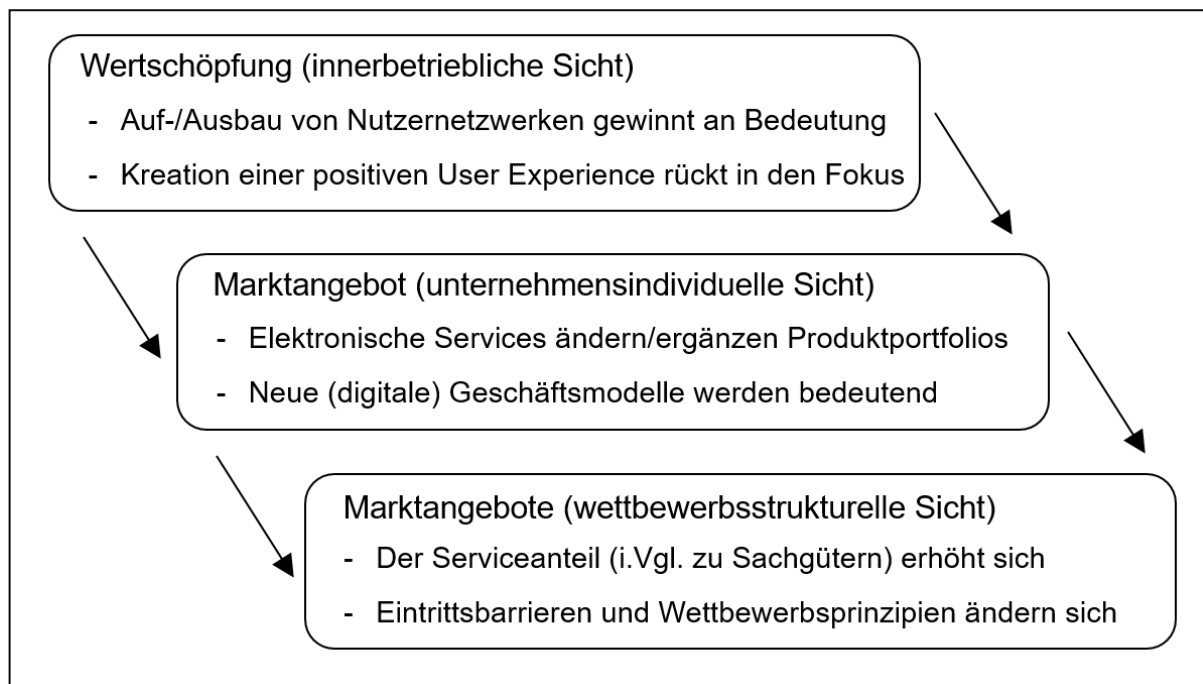 Wertschöpfung (innerbetriebliche Sicht)
- Auf-/Ausbau von Nutzernetzwerken gewinnt an Bedeutung
- Kreation einer positiven User Experience rückt in den Fokus
Marktangebot (unternehmensindividuelle Sicht)
- Elektronische Services ändern/ergänzen Produktportfolios
- Neue (digitale) Geschäftsmodelle werden bedeutend
Marktangebote (wettbewerbsstrukturelle Sicht)
- Der Serviceanteil (i.Vgl. zu Sachgütern) erhöht sich
- Eintrittsbarrieren und Wettbewerbsprinzipien ändern sich